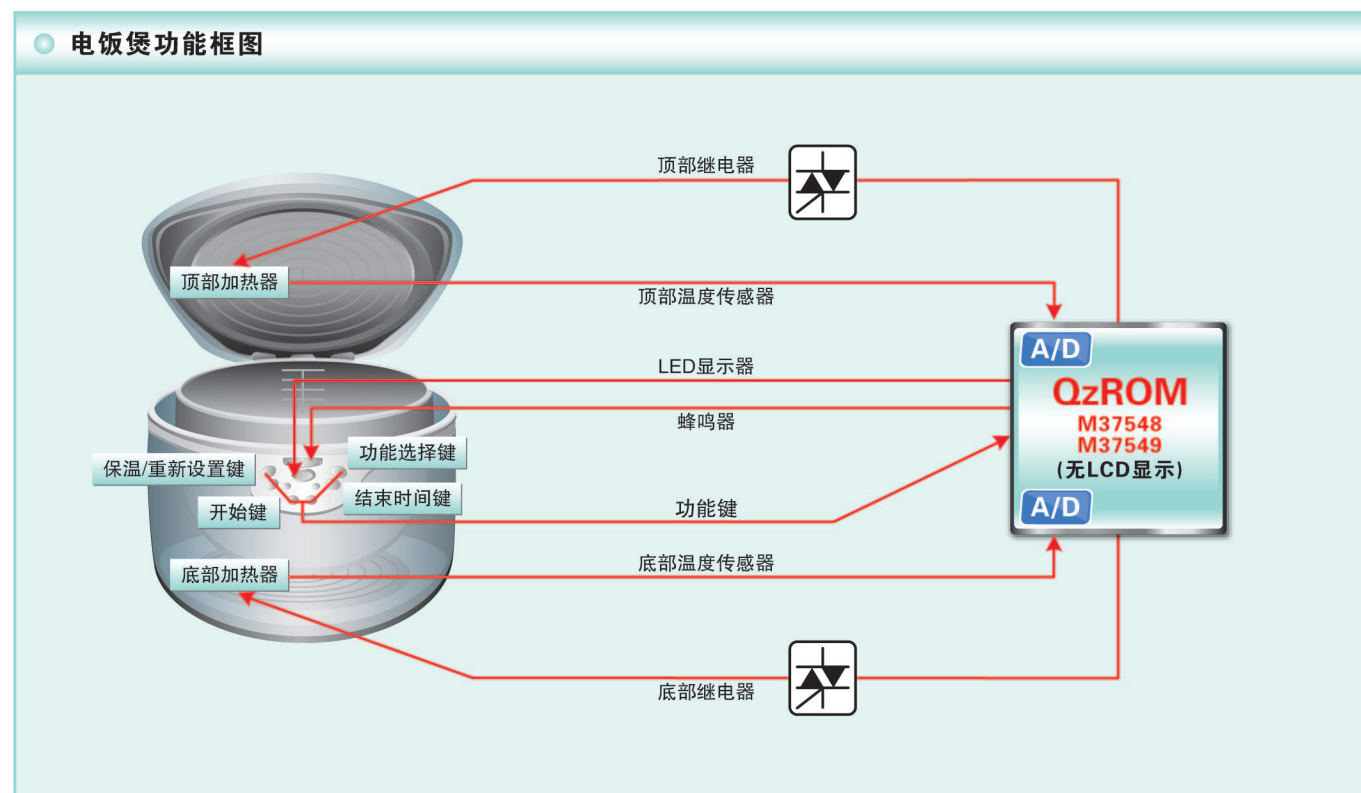 电饭煲功能框图
顶部继电器
顶部加热器
顶部温度传感器
LED显示器
蜂鸣器
保温/重新设置键
功能选择键
开始键
结束时间键
功能键
底部温度传感器
底部加热器
底部继电器
A/D
QzROM
M37548
M37549
(无LCD显示)
A/D